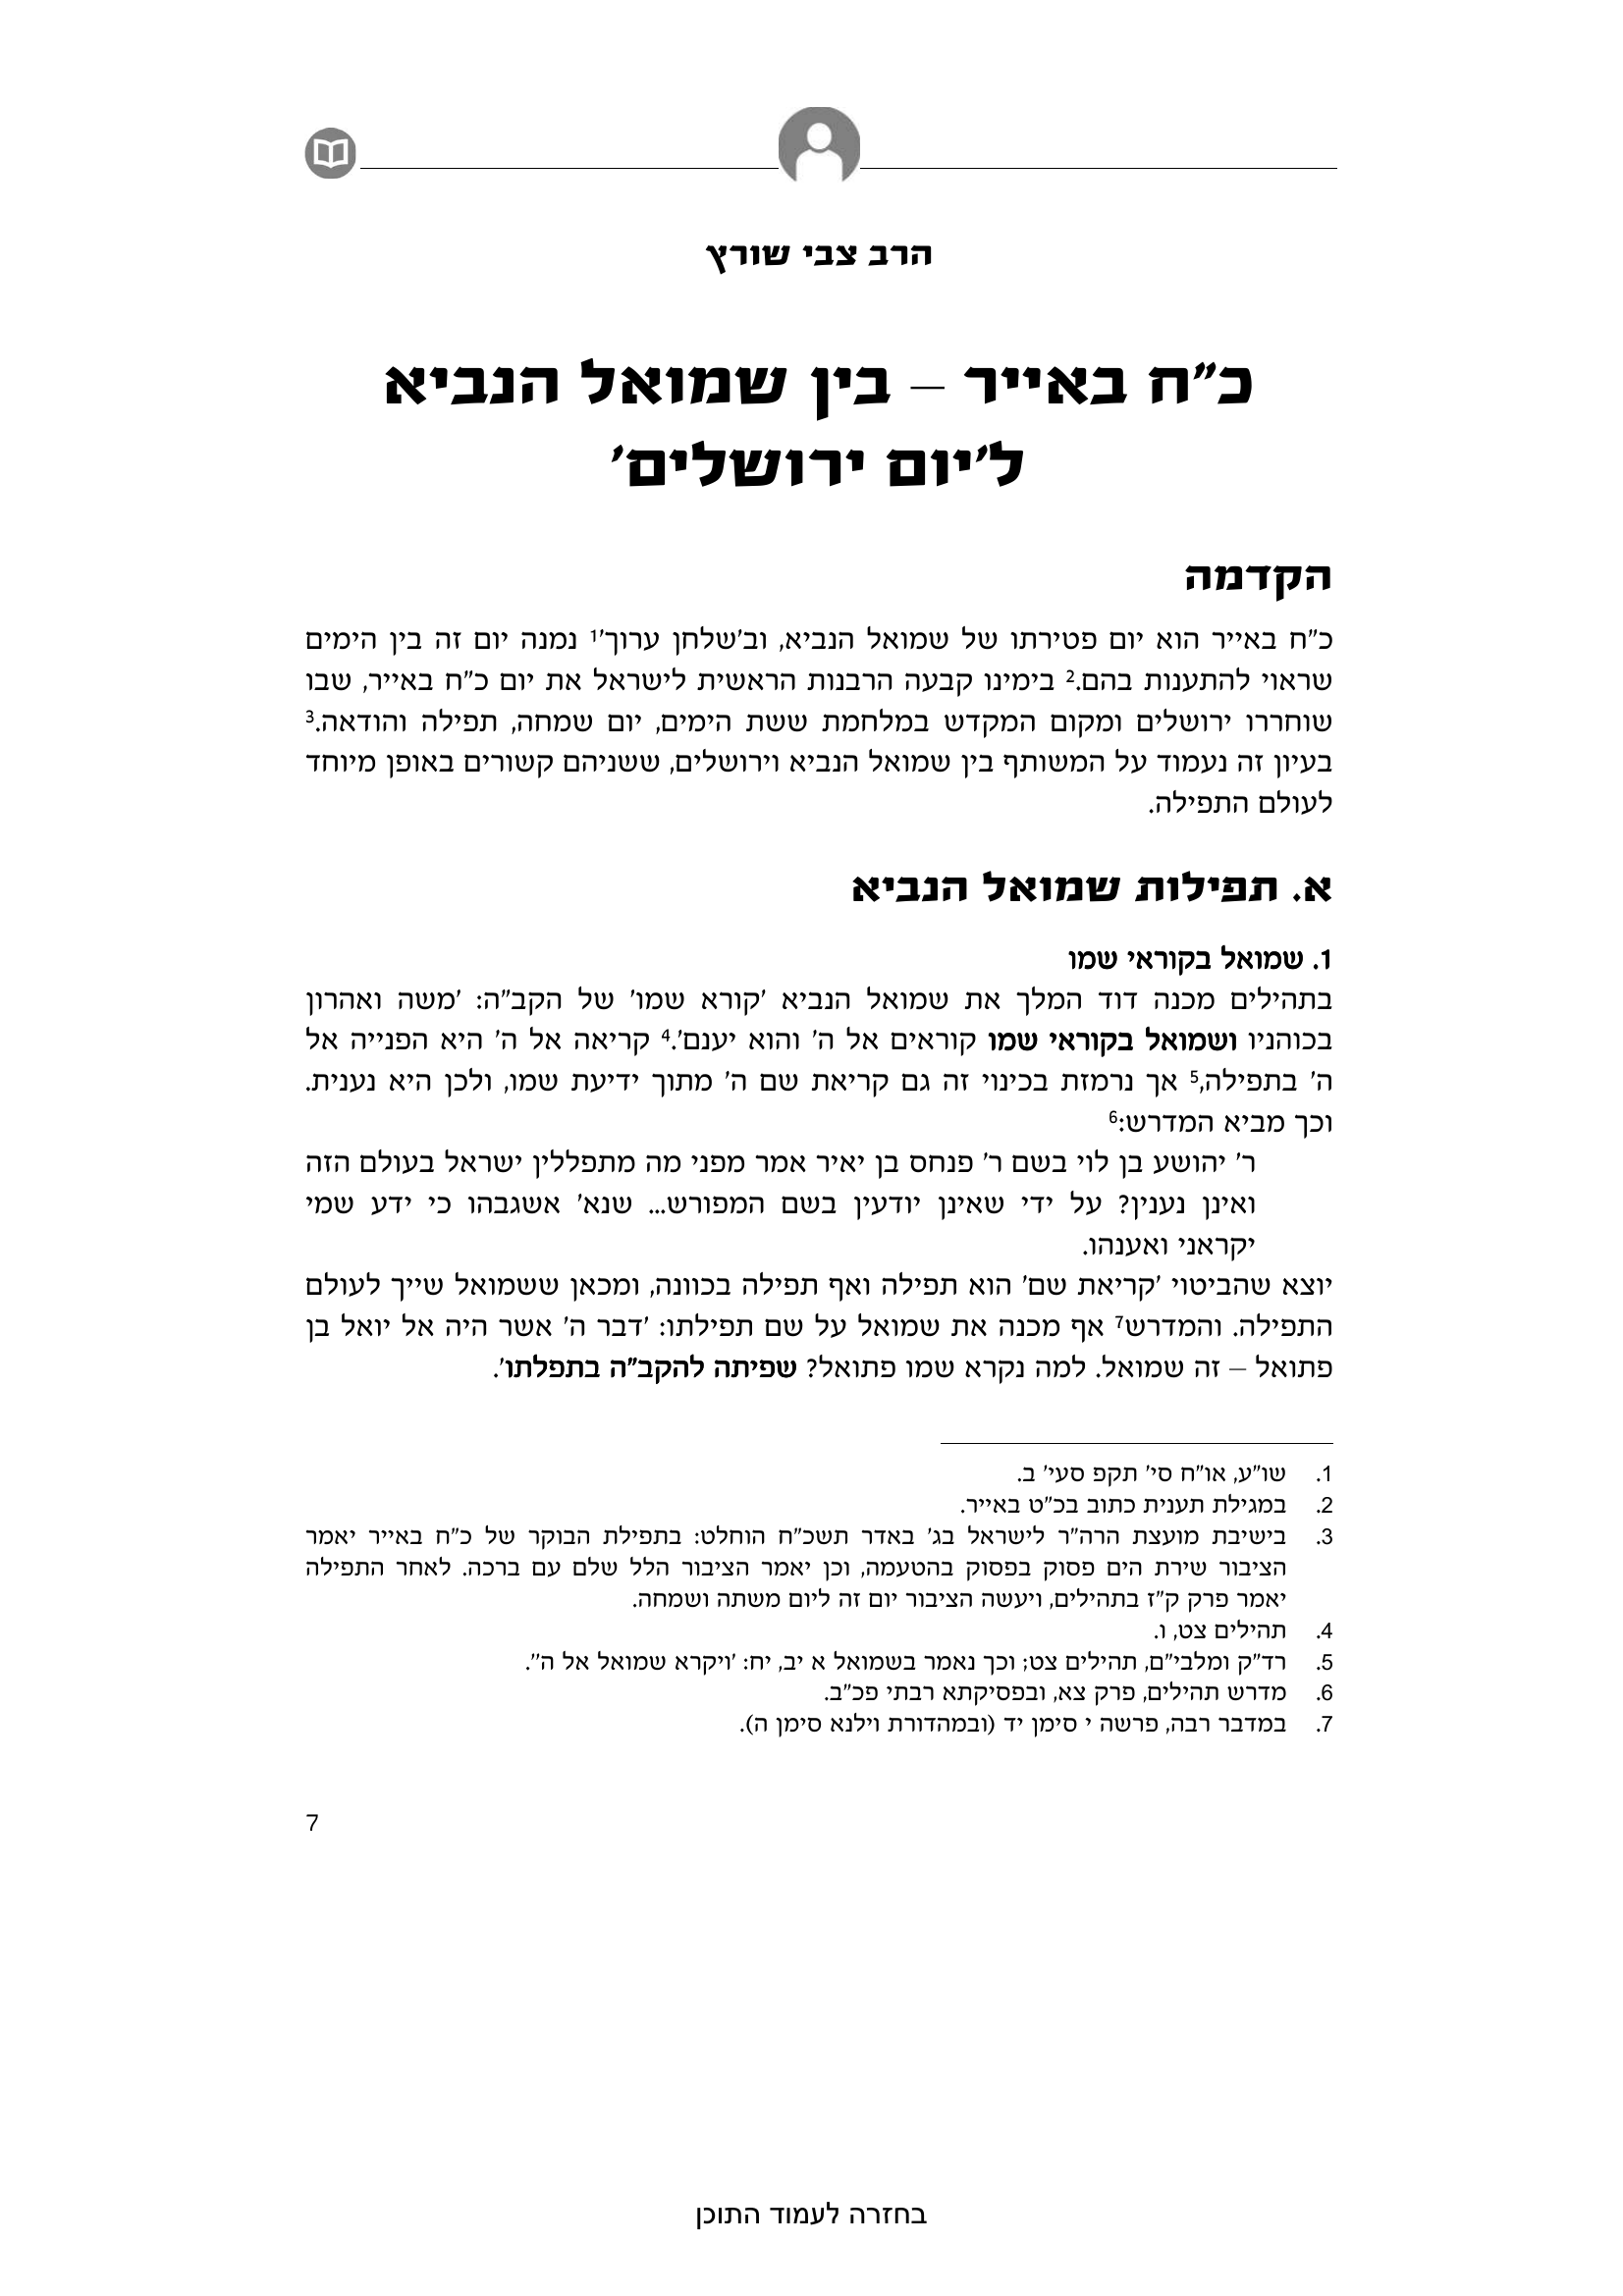 הרב צבי שורץ
כ"ח באייר – בין שמואל הנביא
ל'יום ירושלים'
הקדמה
כ"ח באייר הוא יום פטירתו של שמואל הנביא, וב'שלחן ערוך'1 נמנה יום זה בין הימים
שראוי להתענות בהם.2 בימינו קבעה הרבנות הראשית לישראל את יום כ"ח באייר, שבו
שוחררו ירושלים ומקום המקדש במלחמת ששת הימים, יום שמחה, תפילה והודאה.3
בעיון זה נעמוד על המשותף בין שמואל הנביא וירושלים, ששניהם קשורים באופן מיוחד
לעולם התפילה.
א. תפילות שמואל הנביא
1. שמואל בקוראי שמו
בתהילים מכנה דוד המלך את שמואל הנביא 'קורא שמו' של הקב"ה: 'משה ואהרון
בכוהניו ושמואל בקוראי שמו קוראים אל ה' והוא יענם'.4 קריאה אל ה' היא הפנייה אל
ה' בתפילה,5 אך נרמזת בכינוי זה גם קריאת שם ה' מתוך ידיעת שמו, ולכן היא נענית.
וכך מביא המדרש:6
ר' יהושע בן לוי בשם ר' פנחס בן יאיר אמר מפני מה מתפללין ישראל בעולם הזה
ואינן נענין? על ידי שאינן יודעין בשם המפורש... שנא' אשגבהו כי ידע שמי
יקראני ואענהו.
יוצא שהביטוי 'קריאת שם' הוא תפילה ואף תפילה בכוונה, ומכאן ששמואל שייך לעולם
התפילה. והמדרש7 אף מכנה את שמואל על שם תפילתו: 'דבר ה' אשר היה אל יואל בן
פתואל – זה שמואל. למה נקרא שמו פתואל? שפיתה להקב"ה בתפלתו'.
1. שו"ע, או"ח סי' תקפ סעי' ב.
2. במגילת תענית כתוב בכ"ט באייר.
3. בישיבת מועצת הרה"ר לישראל בג' באדר תשכ"ח הוחלט: בתפילת הבוקר של כ"ח באייר יאמר
הציבור שירת הים פסוק בפסוק בהטעמה, וכן יאמר הציבור הלל שלם עם ברכה. לאחר התפילה
יאמר פרק ק"ז בתהילים, ויעשה הציבור יום זה ליום משתה ושמחה.
4. תהילים צט, ו.
5. רד"ק ומלבי"ם, תהילים צט; וכך נאמר בשמואל א יב, יח: 'ויקרא שמואל אל ה''.
6. מדרש תהילים, פרק צא, ובפסיקתא רבתי פכ"ב.
7. במדבר רבה, פרשה י סימן יד (ובמהדורת וילנא סימן ה).
7
בחזרה לעמוד התוכן